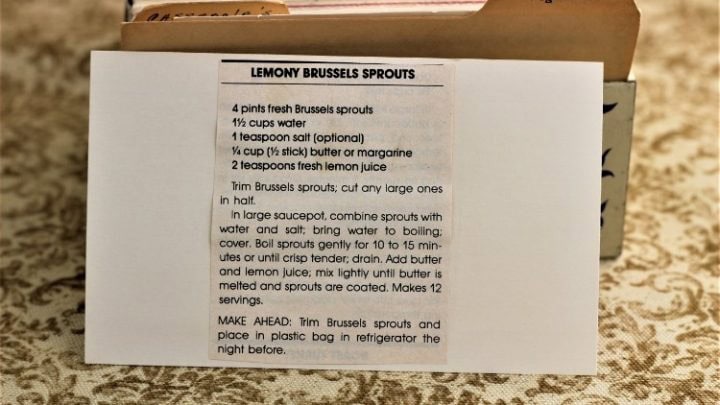 LEMONY BRUSSELS SPROUTS
4 pints fresh Brussels sprouts
1½ cups water
1 teaspoon salt (optional)
¼ cup (½ stick) butter or margarine
2 teaspoons fresh lemon juice
Trim Brussels sprouts; cut any large ones
in half.
In large saucepot, combine sprouts with
water and salt; bring water to boiling;
cover. Boil sprouts gently for 10 to 15 min-
utes or until crisp tender; drain. Add butter
and lemon juice; mix lightly until butter is
melted and sprouts are coated. Makes 12
servings.
MAKE AHEAD: Trim Brussels sprouts and
place in plastic bag in refrigerator the
night before.